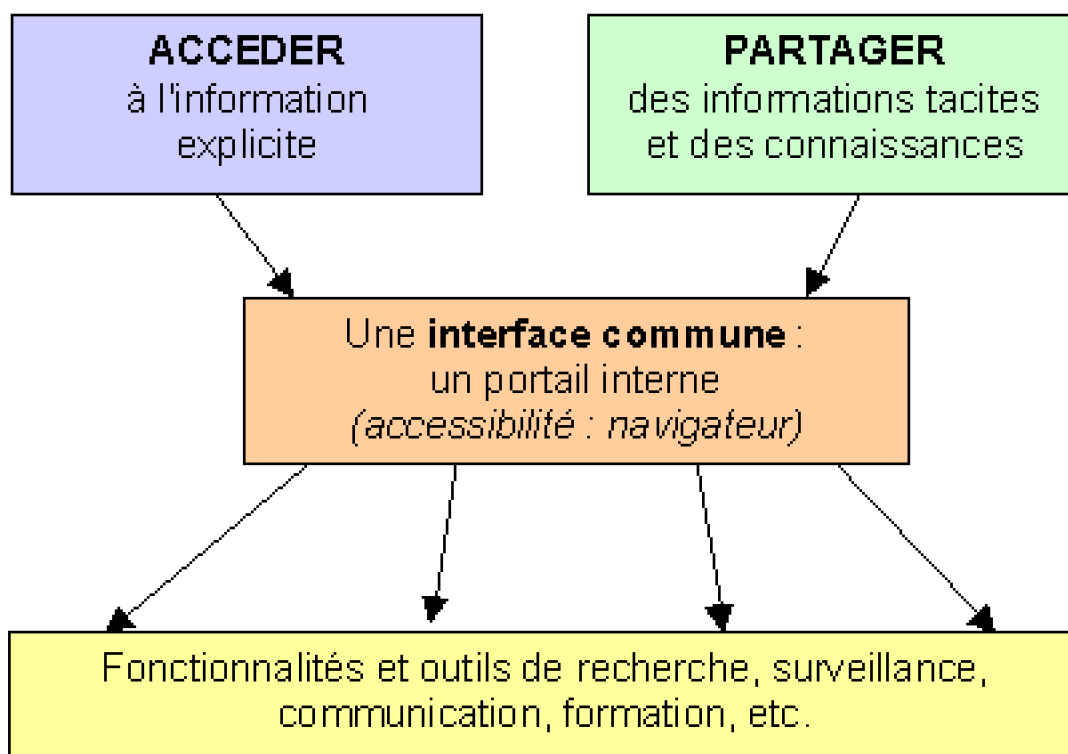 ACCEDER
à l'information
explicite
PARTAGER
des informations tacites
et des connaissances
Une interface commune :
un portail interne
(accessibilité : navigateur)
Fonctionnalités et outils de recherche, surveillance,
communication, formation, etc.